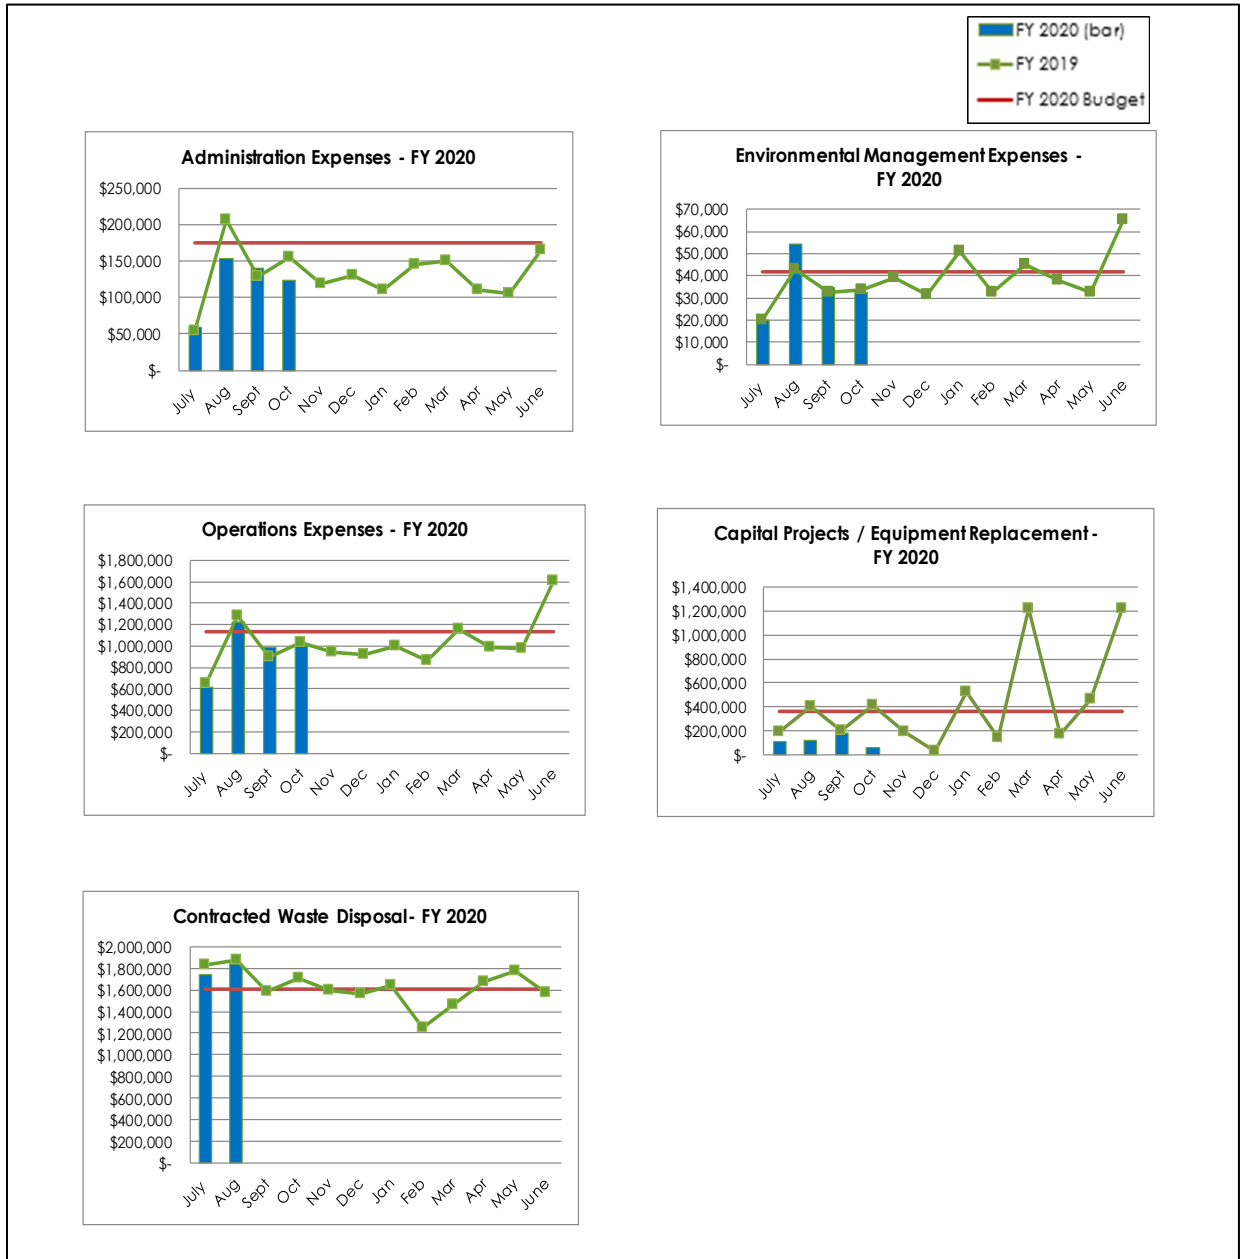 FY 2020 (bar)
FY 2019
FY 2020 Budget
Administration Expenses - FY 2020
$250,000
$200,000
$150,000
$100,000
$50,000
$-
July Aug Sept Oct Nov Dec Jan Feb Mar Apr May June
Environmental Management Expenses -
FY 2020
$70,000
$60,000
$50,000
$40,000
$30,000
$20,000
$10,000
$-
July Aug Sept Oct Nov Dec Jan Feb Mar Apr May June
Operations Expenses - FY 2020
$1,800,000
$1,600,000
$1,400,000
$1,200,000
$1,000,000
$800,000
$600,000
$400,000
$200,000
$-
July Aug Sept Oct Nov Dec Jan Feb Mar Apr May June
Capital Projects / Equipment Replacement -
FY 2020
$1,400,000
$1,200,000
$1,000,000
$800,000
$600,000
$400,000
$200,000
$-
July Aug Sept Oct Nov Dec Jan Feb Mar Apr May June
Contracted Waste Disposal- FY 2020
$2,000,000
$1,800,000
$1,600,000
$1,400,000
$1,200,000
$1,000,000
$800,000
$600,000
$400,000
$200,000
$-
July Aug Sept Oct Nov Dec Jan Feb Mar Apr May June